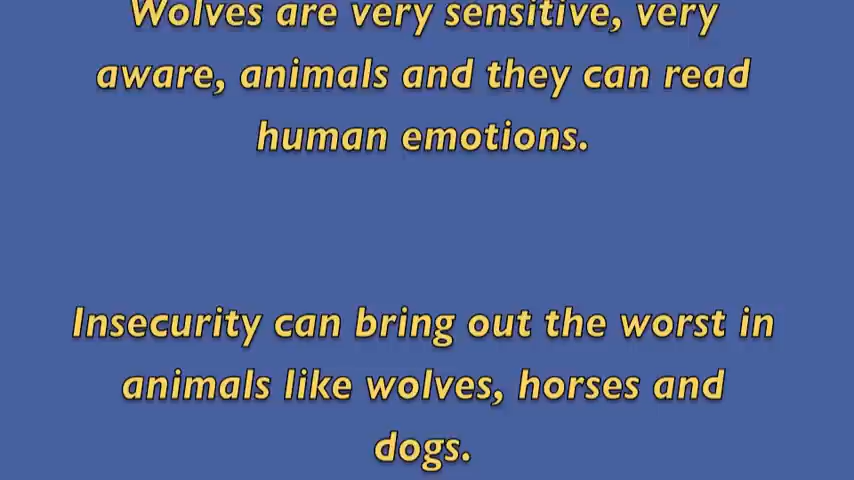 Wolves are very sensitive, very
aware, animals and they can read
human emotions.
Insecurity can bring out the worst in
animals like wolves, horses and
dogs.